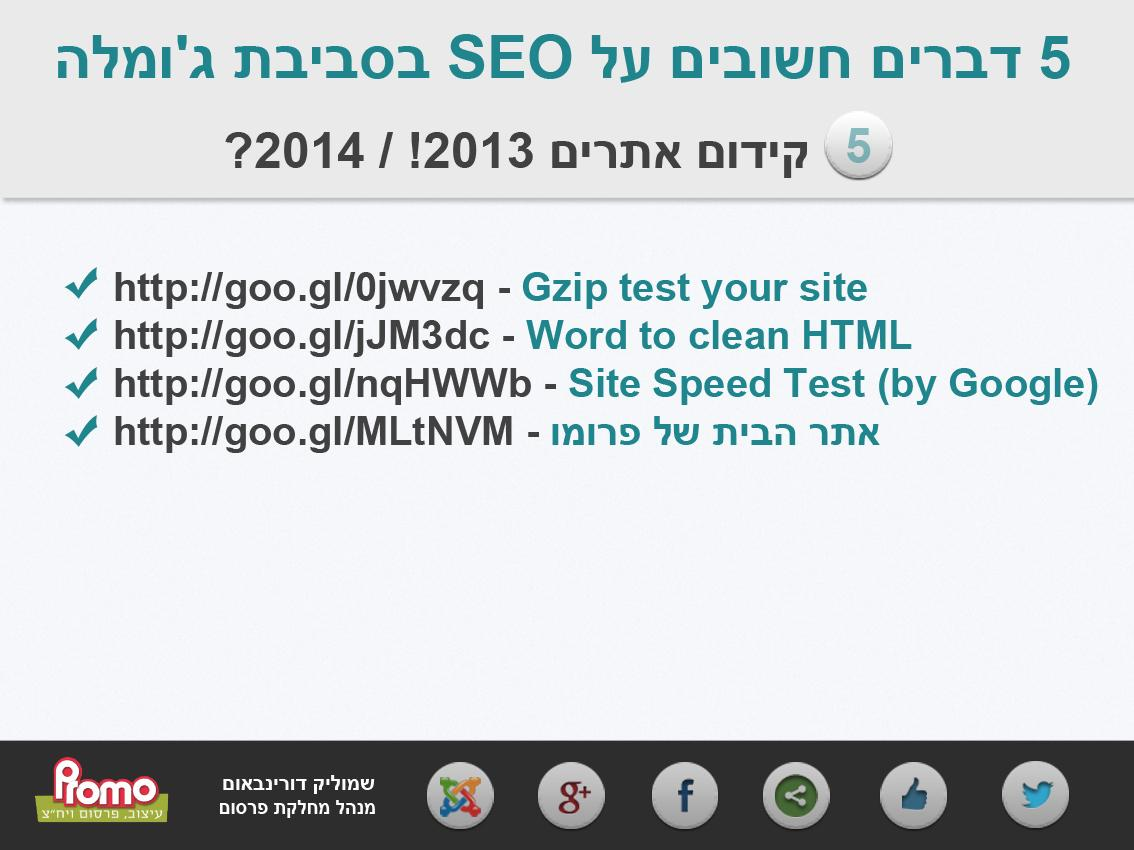 5 דברים חשובים על SEO בסביבת ג'ומלה
5 קידום אתרים 2013! / 2014?
http://goo.gl/0jwvzq - Gzip test your site
http://goo.gl/jJM3dc - Word to clean HTML
http://goo.gl/nqHWWb - Site Speed Test (by Google)
http://goo.gl/MLtNVM - אתר הבית של פרומו
Promo
עיצוב, פרסום ויח״צ
שמוליק דורינבאום
מנהל מחלקת פרסום
g+
f